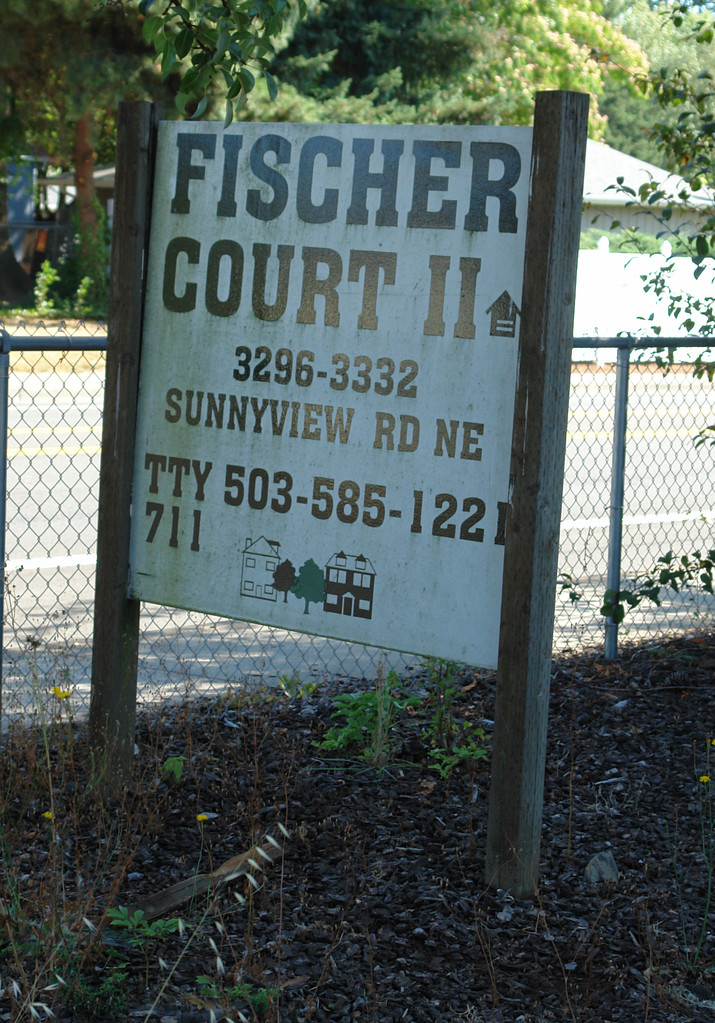 FISCHER
COURT II
3296-3332
SUNNYVIEW RD NE
TTY 503-585-1221
711